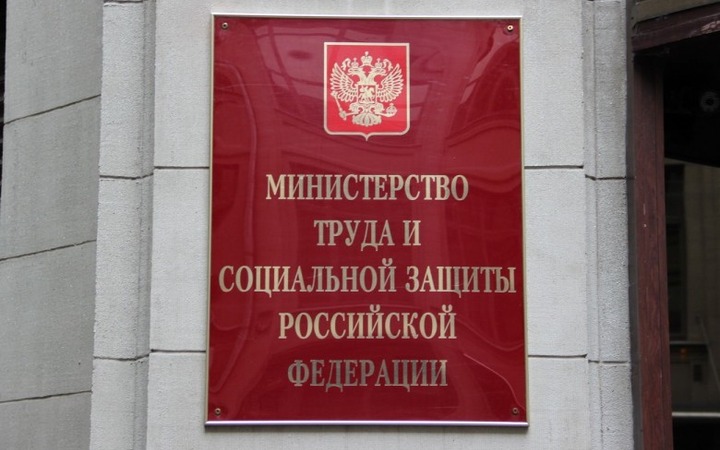 МИНИСТЕРСТВО
ТРУДА И
СОЦИАЛЬНОЙ ЗАЩИТЫ
РОССИЙСКОЙ
ФЕДЕРАЦИИ